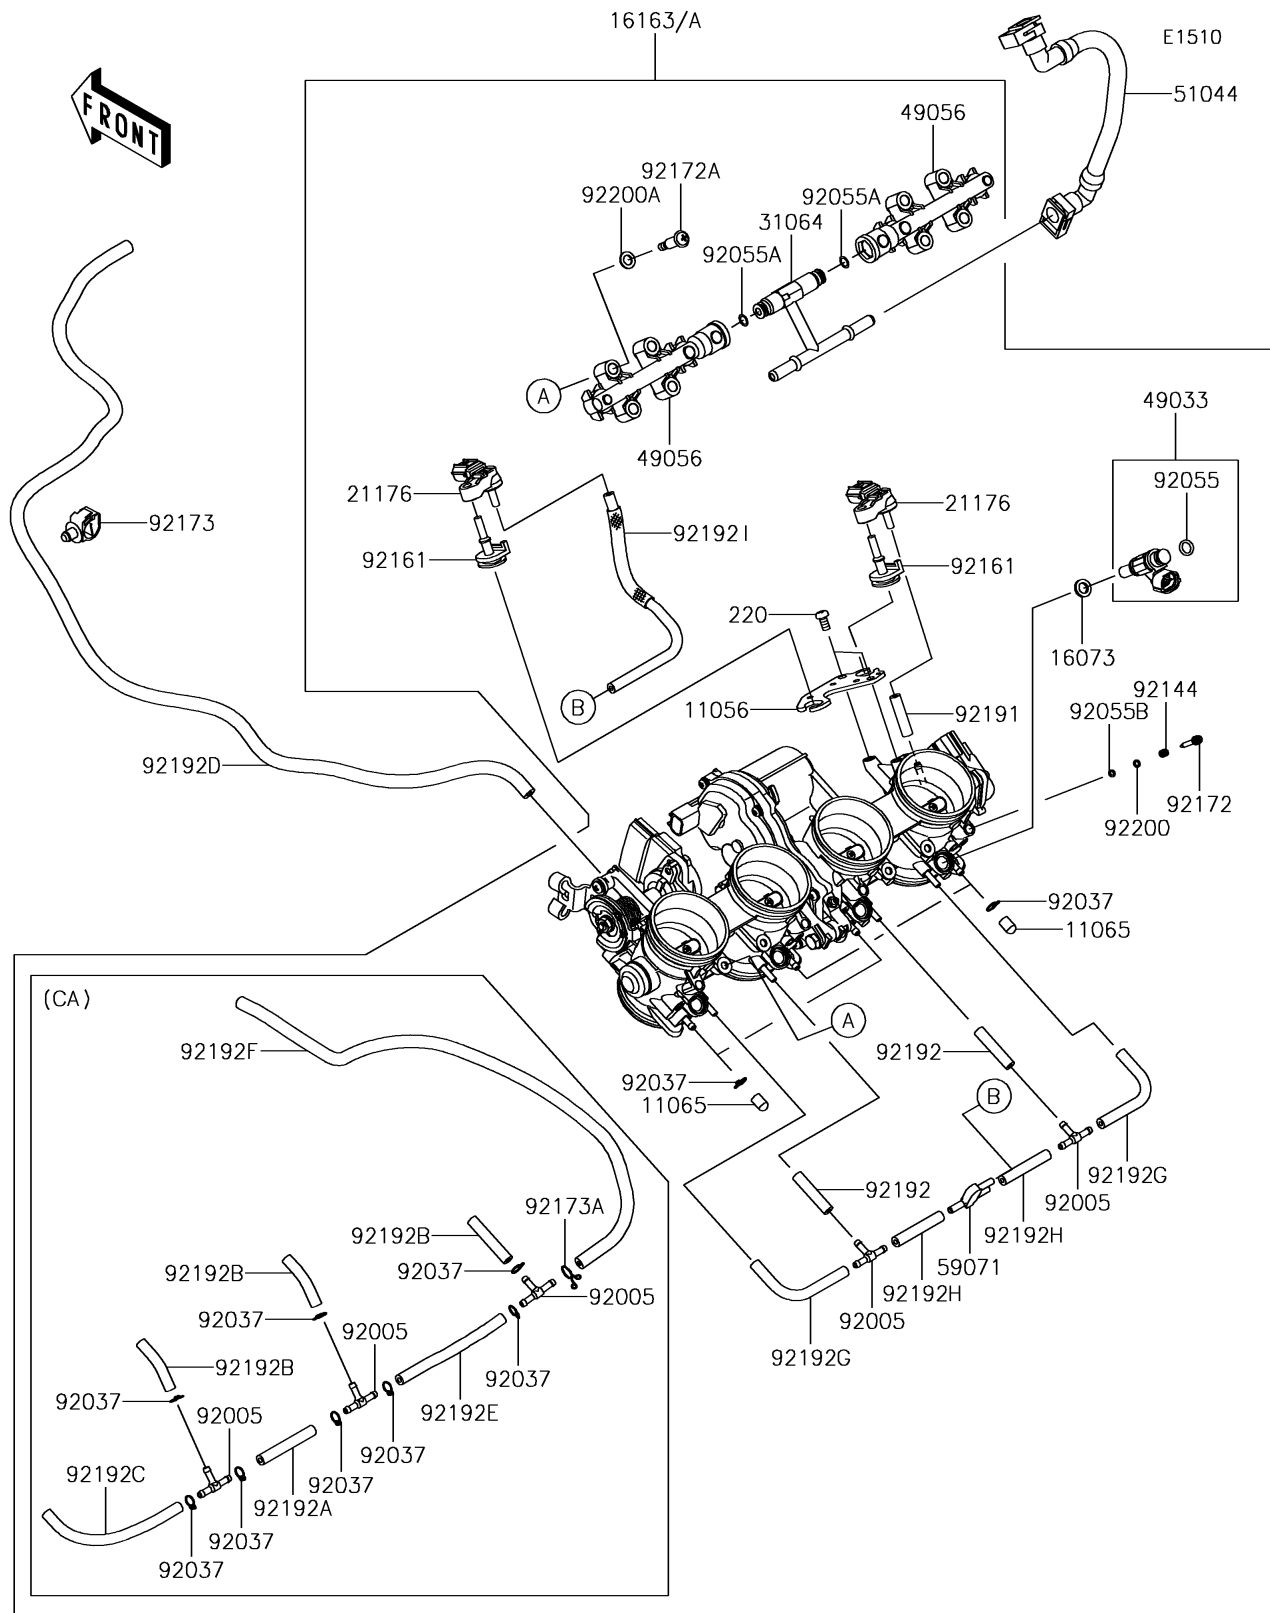 16163/A
E1510
51044
FRONT
49056
92172A
92200A
92055A
31064
92055A
A
49056
49033
92055
21176
92173
92192I
92161
21176
92161
220
16073
B
11056
92191
92144
92055B
92192D
92172
92200
92037
11065
(CA)
A
92192F
92192
92037
11065
B
92192G
92005
92192
92192H
92173A
92192B
59071
92192B
92037
92192H
92005
92005
92037
92005
92192G
92192B
92037
92037
92192E
92005
92037
92192C
92037
92192A
92037
92037